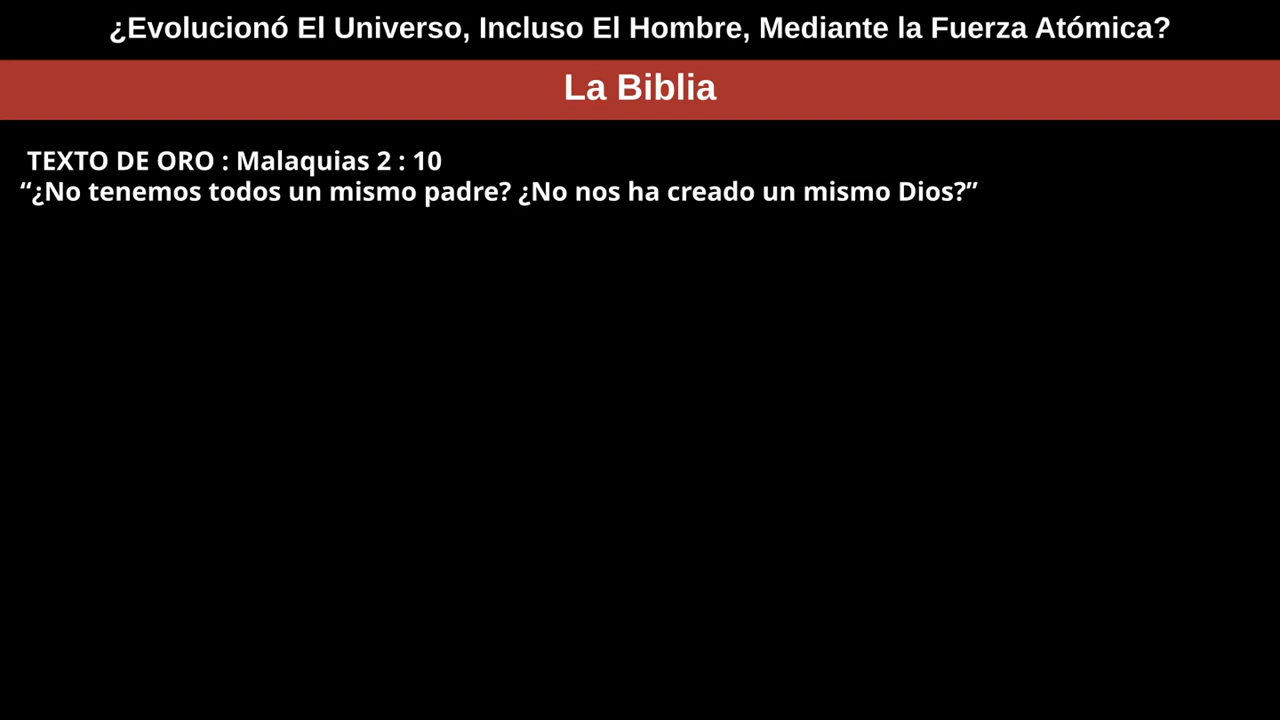 ¿Evolucionó El Universo, Incluso El Hombre, Mediante la Fuerza Atómica?
La Biblia
TEXTO DE ORO : Malaquias 2 : 10
“¿No tenemos todos un mismo padre? ¿No nos ha creado un mismo Dios?”